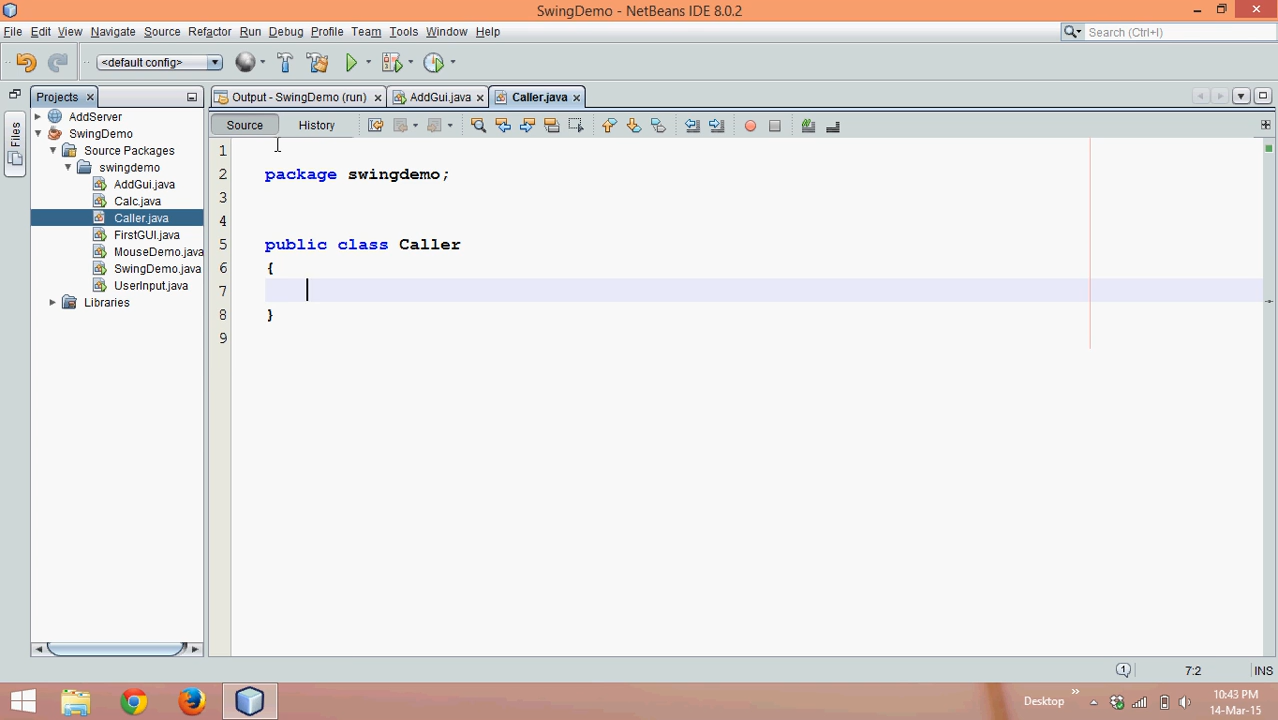 SwingDemo - NetBeans IDE 8.0.2
File Edit View Navigate Source Refactor Run Debug Profile Team Tools Window Help
Search (Ctrl+I)
<default config>
Projects
Output - SwingDemo (run) AddGui.java Caller.java
Files
AddServer
SwingDemo
Source Packages
swingdemo
AddGui.java
Calc.java
Caller.java
FirstGUI.java
MouseDemo.java
SwingDemo.java
UserInput.java
Libraries
Source History
1
2 package swingdemo;
3
4
5 public class Caller
6 {
7
8 }
9
1 7:2 INS
Desktop
10:43 PM
14-Mar-15